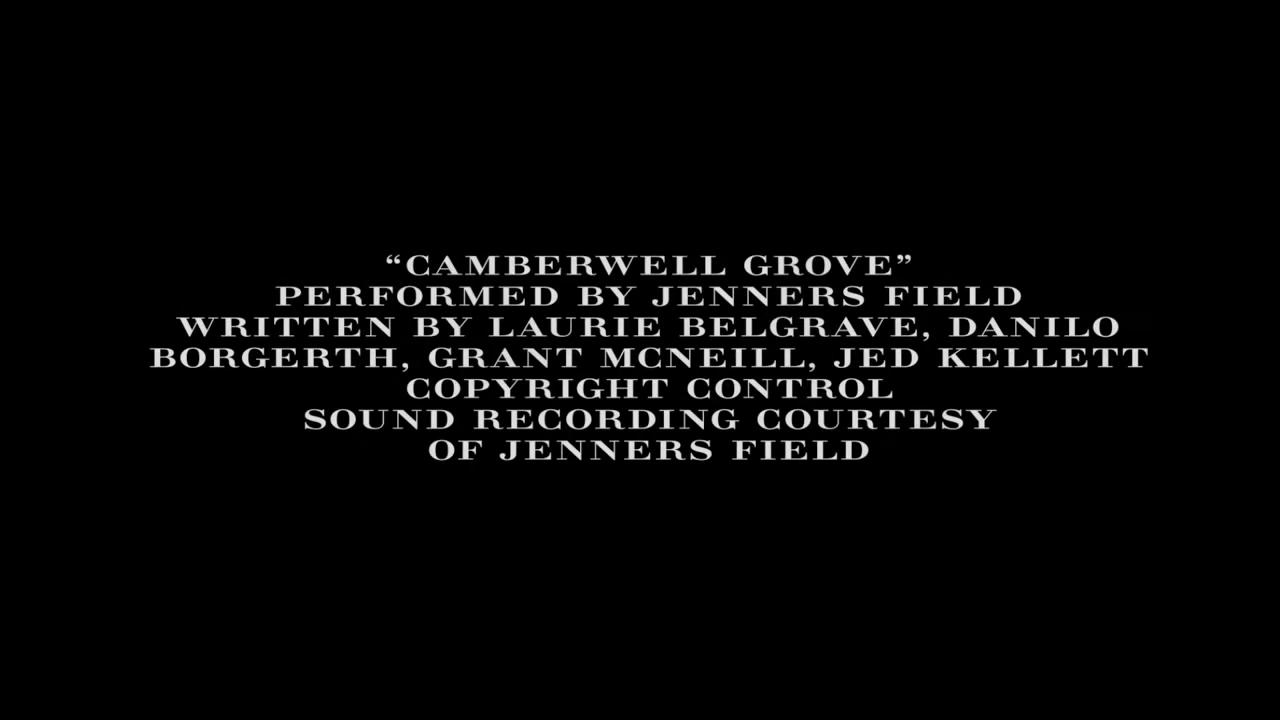 “CAMBERWELL GROVE”
PERFORMED BY JENNERS FIELD
WRITTEN BY LAURIE BELGRAVE, DANILO
BORGERTH, GRANT MCNEILL, JED KELLETT
COPYRIGHT CONTROL
SOUND RECORDING COURTESY
OF JENNERS FIELD